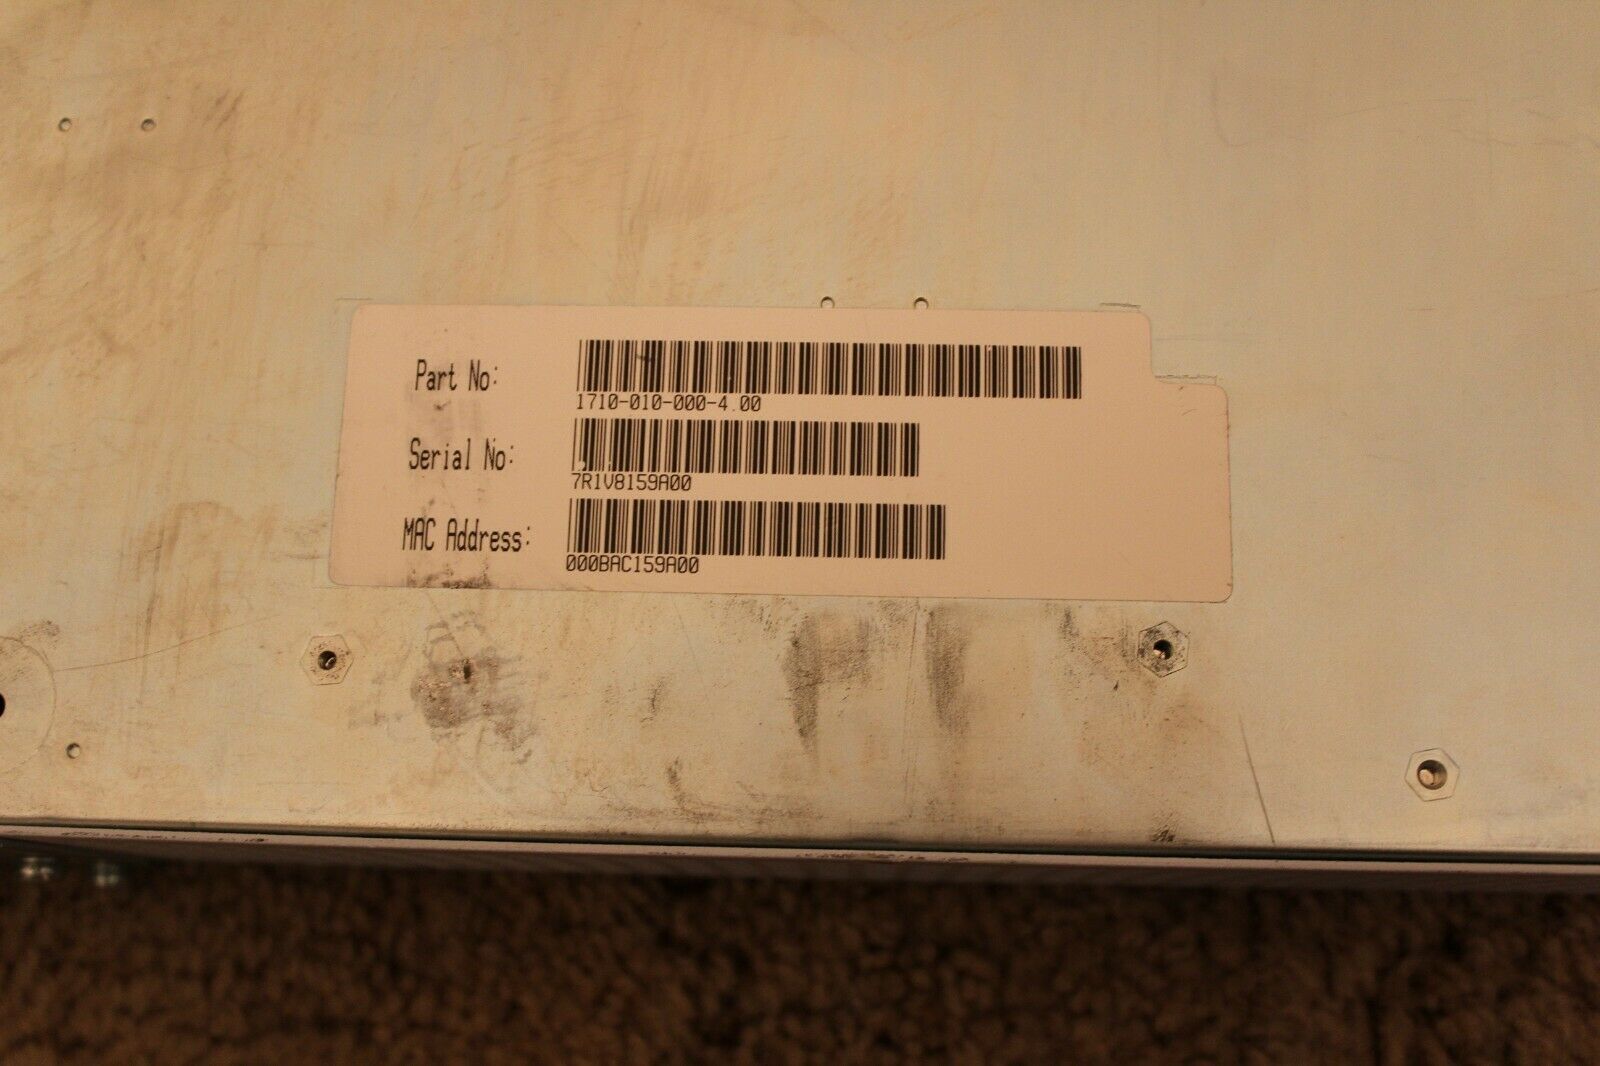 Part No:
1710-010-000-4.00
Serial No:
7R1V8159A00
MAC Address:
000BAC159A00